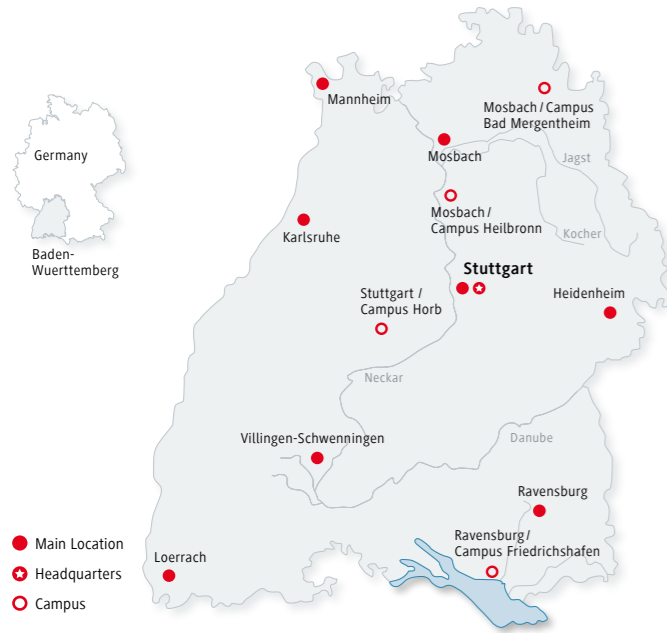 Mannheim
Mosbach / Campus
Bad Mergentheim
Germany
Mosbach
Jagst
Mosbach /
Campus Heilbronn
Karlsruhe
Kocher
Baden-
Wuerttemberg
Stuttgart
Stuttgart /
Campus Horb
Heidenheim
Neckar
Villingen-Schwenningen
Danube
Ravensburg
Ravensburg /
Campus Friedrichshafen
Loerrach
Main Location
Headquarters
Campus